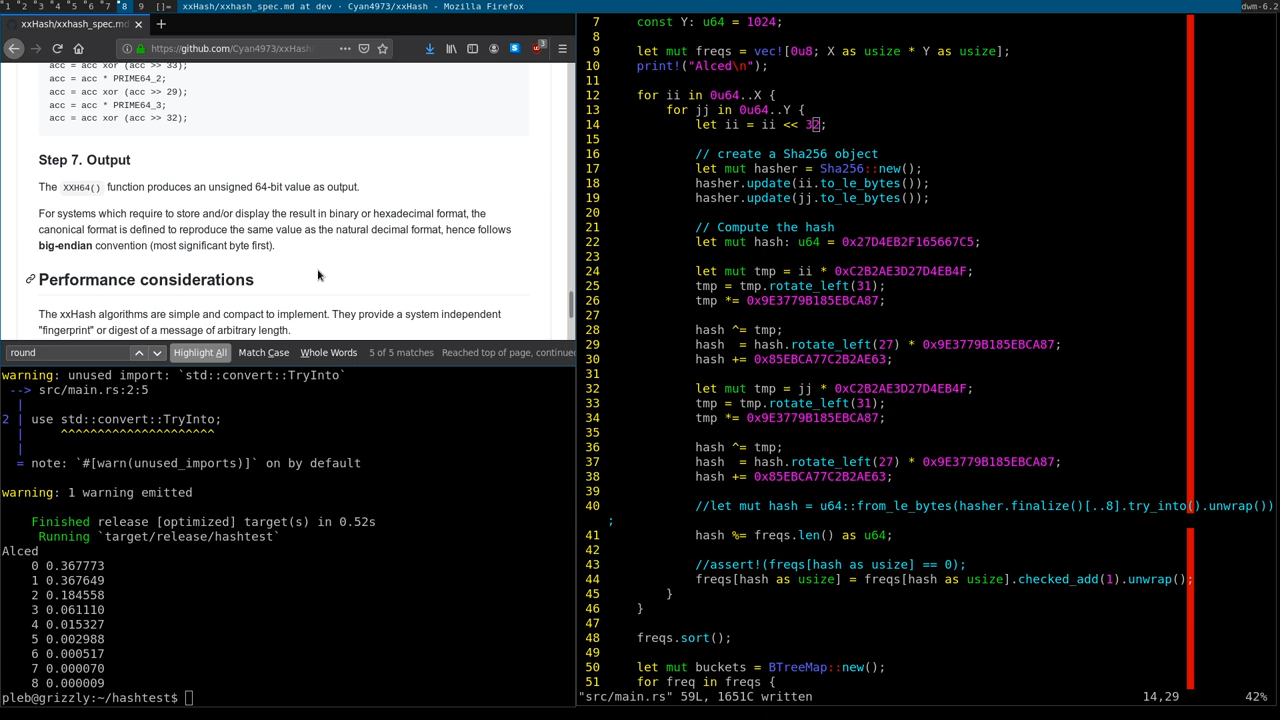 1 2 3 4 5 6 7 8 9 []= xxHash/xxhash_spec.md at dev · Cyan4973/xxHash — Mozilla Firefox dwm-6.2
xxHash/xxhash_spec.md
https://github.com/Cyan4973/xxHash
3
acc = acc xor (acc >> 33);
acc = acc * PRIME64_2;
acc = acc xor (acc >> 29);
acc = acc * PRIME64_3;
acc = acc xor (acc >> 32);
Step 7. Output
The XXH64() function produces an unsigned 64-bit value as output.
For systems which require to store and/or display the result in binary or hexadecimal format, the
canonical format is defined to reproduce the same value as the natural decimal format, hence follows
big-endian convention (most significant byte first).
Performance considerations
The xxHash algorithms are simple and compact to implement. They provide a system independent
"fingerprint" or digest of a message of arbitrary length.
round Highlight All Match Case Whole Words 5 of 5 matches Reached top of page, continued
warning: unused import: `std::convert::TryInto`
--> src/main.rs:2:5
|
2 | use std::convert::TryInto;
| ^^^^^^^^^^^^^^^^^^^^^
|
= note: `#[warn(unused_imports)]` on by default
warning: 1 warning emitted
Finished release [optimized] target(s) in 0.52s
Running `target/release/hashtest`
Alced
0 0.367773
1 0.367649
2 0.184558
3 0.061110
4 0.015327
5 0.002988
6 0.000517
7 0.000070
8 0.000009
pleb@grizzly:~/hashtest$
7 const Y: u64 = 1024;
8
9 let mut freqs = vec![0u8; X as usize * Y as usize];
10 print!("Alced\n");
11
12 for ii in 0u64..X {
13 for jj in 0u64..Y {
14 let ii = ii << 32;
15
16 // create a Sha256 object
17 let mut hasher = Sha256::new();
18 hasher.update(ii.to_le_bytes());
19 hasher.update(jj.to_le_bytes());
20
21 // Compute the hash
22 let mut hash: u64 = 0x27D4EB2F165667C5;
23
24 let mut tmp = ii * 0xC2B2AE3D27D4EB4F;
25 tmp = tmp.rotate_left(31);
26 tmp *= 0x9E3779B185EBCA87;
27
28 hash ^= tmp;
29 hash  = hash.rotate_left(27) * 0x9E3779B185EBCA87;
30 hash += 0x85EBCA77C2B2AE63;
31
32 let mut tmp = jj * 0xC2B2AE3D27D4EB4F;
33 tmp = tmp.rotate_left(31);
34 tmp *= 0x9E3779B185EBCA87;
35
36 hash ^= tmp;
37 hash  = hash.rotate_left(27) * 0x9E3779B185EBCA87;
38 hash += 0x85EBCA77C2B2AE63;
39
40 //let mut hash = u64::from_le_bytes(hasher.finalize()[..8].try_into().unwrap())
;
41 hash %= freqs.len() as u64;
42
43 //assert!(freqs[hash as usize] == 0);
44 freqs[hash as usize] = freqs[hash as usize].checked_add(1).unwrap();
45 }
46 }
47
48 freqs.sort();
49
50 let mut buckets = BTreeMap::new();
51 for freq in freqs {
"src/main.rs" 59L, 1651C written 14,29 42%